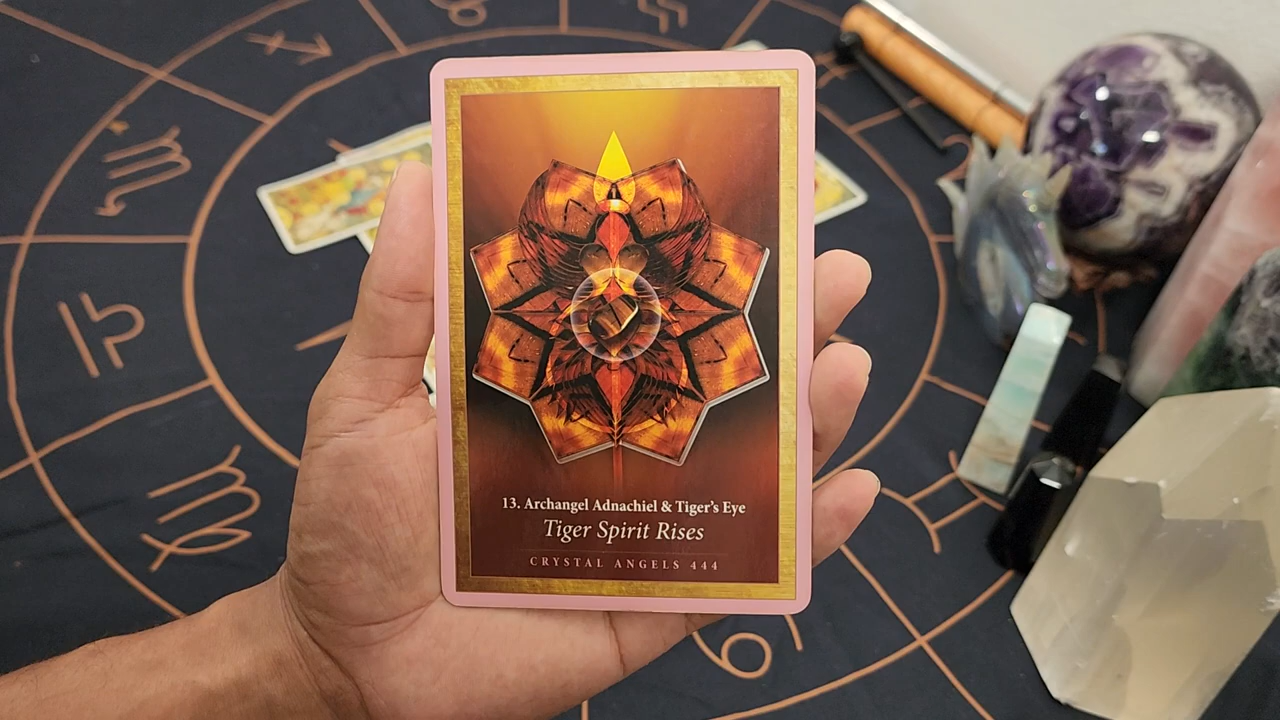 13. Archangel Adnachiel & Tiger's Eye
Tiger Spirit Rises
CRYSTAL ANGELS 444